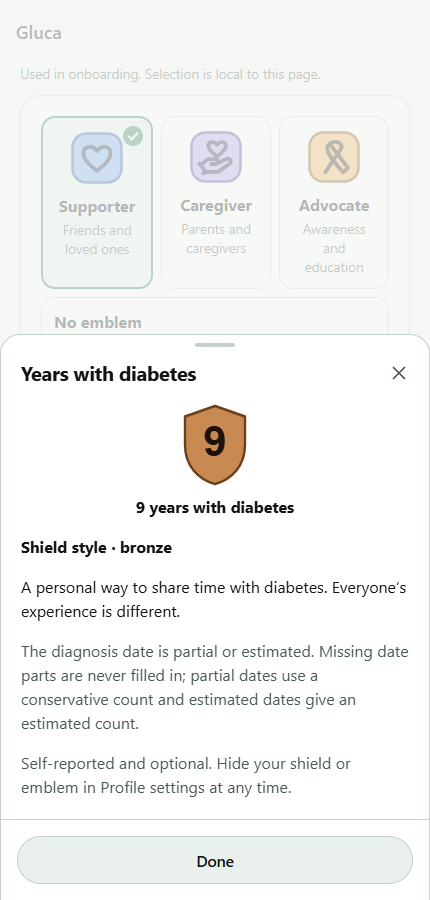 Gluca
Used in onboarding. Selection is local to this page.
Supporter
Friends and
loved ones
Caregiver
Parents and
caregivers
Advocate
Awareness
and
education
No emblem
Years with diabetes
9
9 years with diabetes
Shield style · bronze
A personal way to share time with diabetes. Everyone’s
experience is different.
The diagnosis date is partial or estimated. Missing date
parts are never filled in; partial dates use a
conservative count and estimated dates give an
estimated count.
Self-reported and optional. Hide your shield or
emblem in Profile settings at any time.
Done